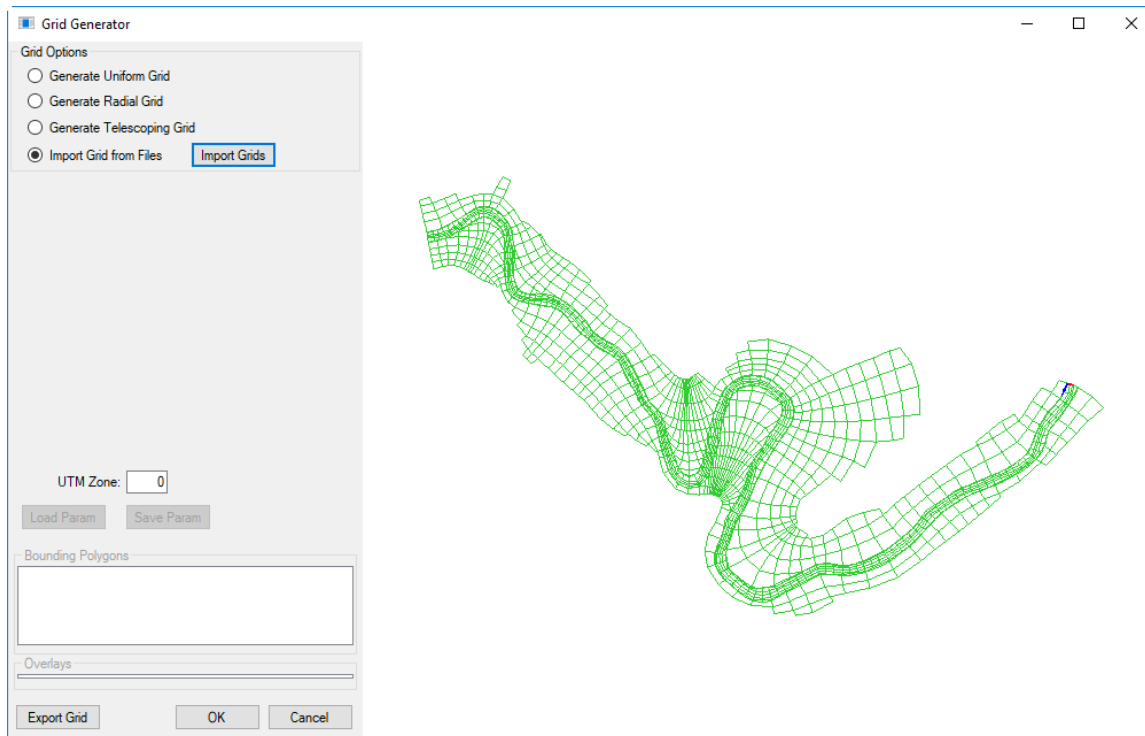 Grid Generator
Grid Options
Generate Uniform Grid
Generate Radial Grid
Generate Telescoping Grid
Import Grid from Files Import Grids
UTM Zone: 0
Load Param Save Param
Bounding Polygons
Overlays
Export Grid OK Cancel